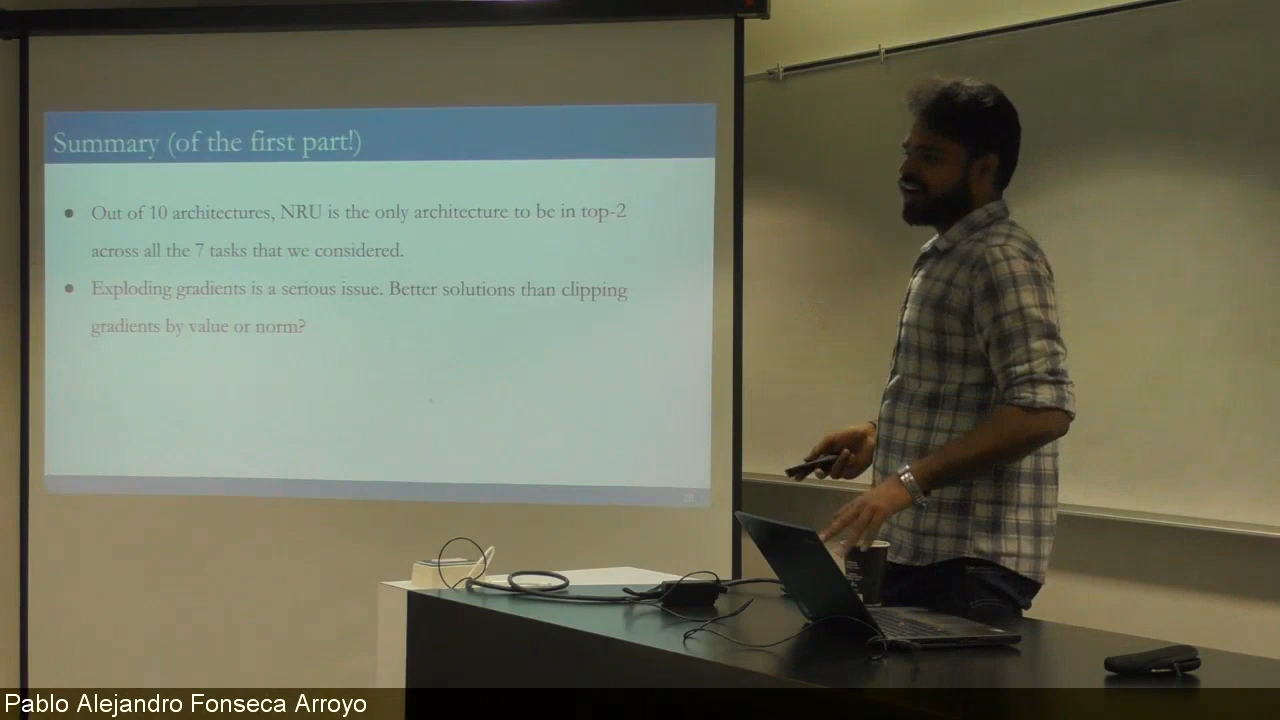 Summary (of the first part!)
● Out of 10 architectures, NRU is the only architecture to be in top-2
across all the 7 tasks that we considered.
● Exploding gradients is a serious issue. Better solutions than clipping
gradients by value or norm?
Pablo Alejandro Fonseca Arroyo